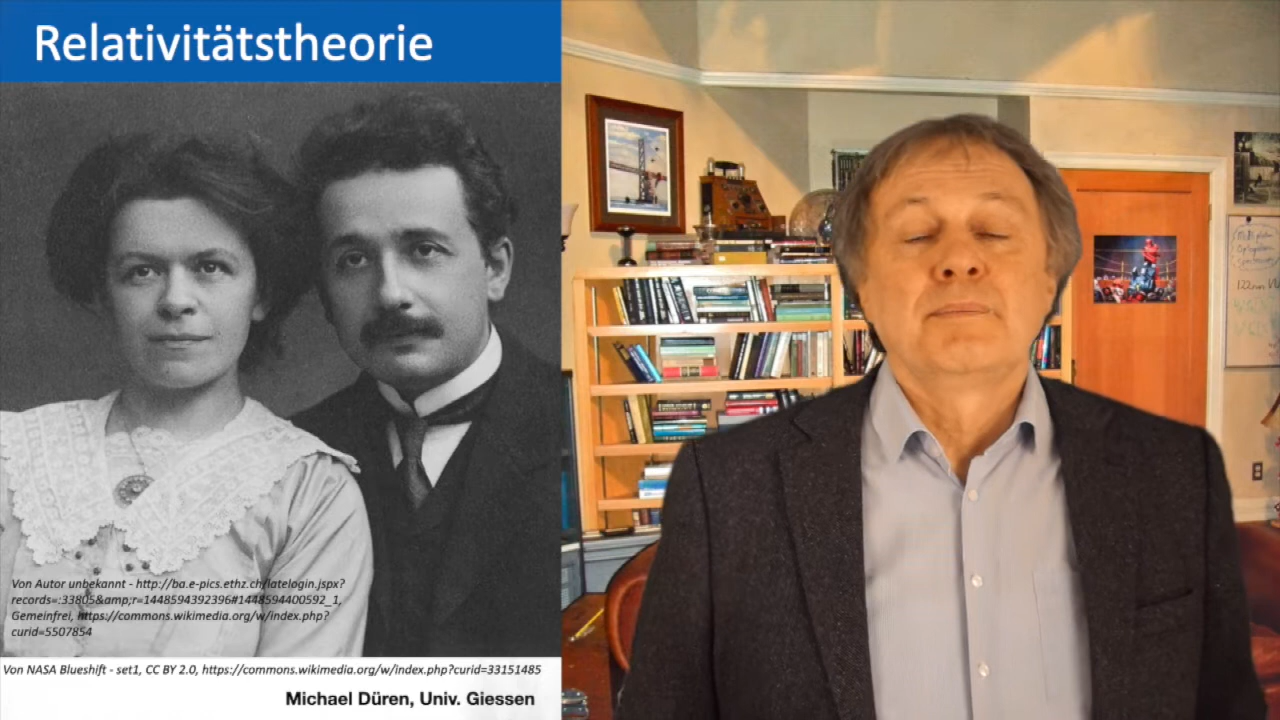 Relativitätstheorie
Von Autor unbekannt - http://ba.e-pics.ethz.ch/latelogin.jspx?
records=:33805&amp;r=1448594392396#1448594400592_1,
Gemeinfrei, https://commons.wikimedia.org/w/index.php?
curid=5507854
Von NASA Blueshift - set1, CC BY 2.0, https://commons.wikimedia.org/w/index.php?curid=33151485
Michael Düren, Univ. Giessen